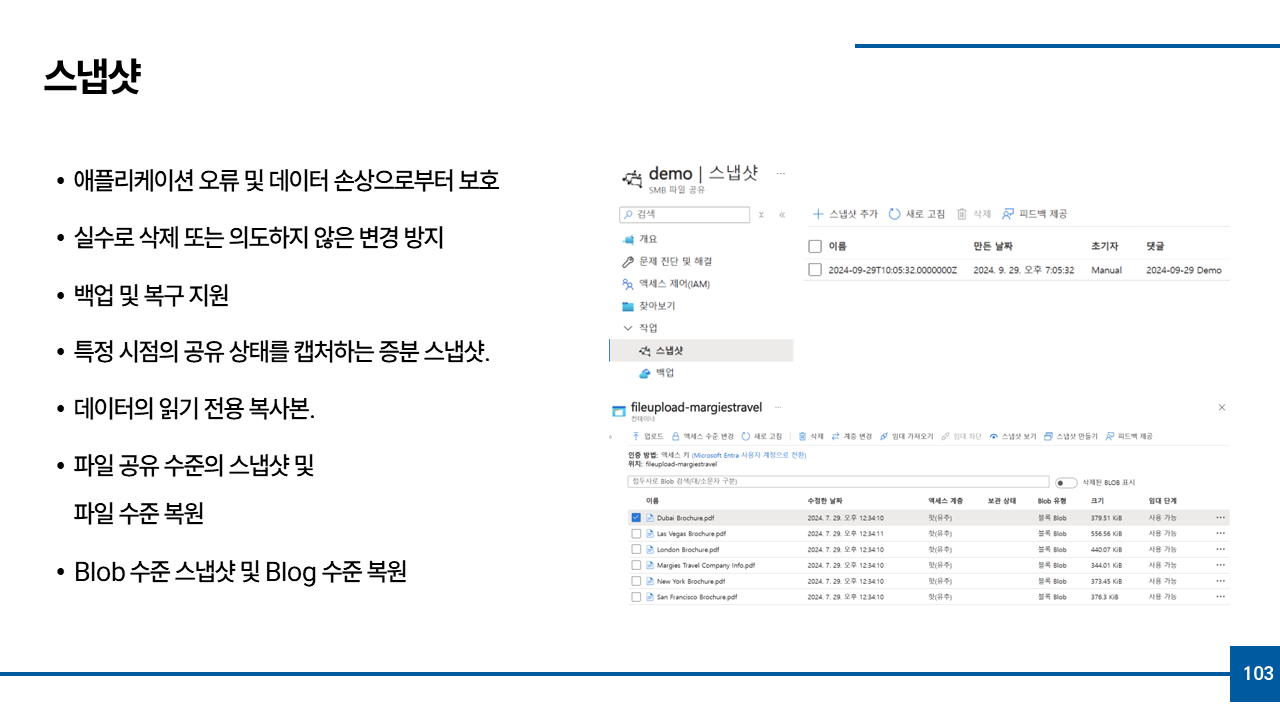 스냅샷
• 애플리케이션 오류 및 데이터 손상으로부터 보호
• 실수로 삭제 또는 의도하지 않은 변경 방지
• 백업 및 복구 지원
• 특정 시점의 공유 상태를 캡처하는 증분 스냅샷.
• 데이터의 읽기 전용 복사본.
• 파일 공유 수준의 스냅샷 및
파일 수준 복원
• Blob 수준 스냅샷 및 Blog 수준 복원
demo | 스냅샷 ...
SMB 파일 공유
검색
개요
문제 진단 및 해결
액세스 제어(IAM)
찾아보기
작업
스냅샷
백업
스냅샷 추가 새로 고침 삭제 피드백 제공
이름 만든 날짜 초기자 댓글
2024-09-29T10:05:32.0000000Z 2024. 9. 29. 오후 7:05:32 Manual 2024-09-29 Demo
fileupload-margiestravel ...
컨테이너
업로드 액세스 수준 변경 새로 고침 삭제 계층 변경 임대 가져오기 임대 차단 스냅샷 보기 스냅샷 만들기 피드백 제공
인증 방법: 액세스 키 (Microsoft Entra 사용자 계정으로 전환)
위치: fileupload-margiestravel
접두사로 Blob 검색(대/소문자 구분) 삭제된 BLOB 표시
이름 수정한 날짜 액세스 계층 보관 상태 Blob 유형 크기 임대 단계
Dubai Brochure.pdf 2024. 7. 29. 오후 12:34:10 핫(유추) 블록 Blob 379.51 KiB 사용 가능 ...
Las Vegas Brochure.pdf 2024. 7. 29. 오후 12:34:11 핫(유추) 블록 Blob 556.56 KiB 사용 가능 ...
London Brochure.pdf 2024. 7. 29. 오후 12:34:10 핫(유추) 블록 Blob 440.07 KiB 사용 가능 ...
Margies Travel Company Info.pdf 2024. 7. 29. 오후 12:34:10 핫(유추) 블록 Blob 344.01 KiB 사용 가능 ...
New York Brochure.pdf 2024. 7. 29. 오후 12:34:10 핫(유추) 블록 Blob 373.45 KiB 사용 가능 ...
San Francisco Brochure.pdf 2024. 7. 29. 오후 12:34:10 핫(유추) 블록 Blob 376.3 KiB 사용 가능 ...
103